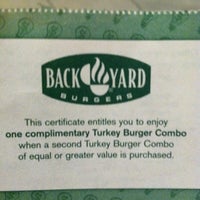 BACK YARD
BURGERS
This certificate entitles you to enjoy
one complimentary Turkey Burger Combo
when a second Turkey Burger Combo
of equal or greater value is purchased.